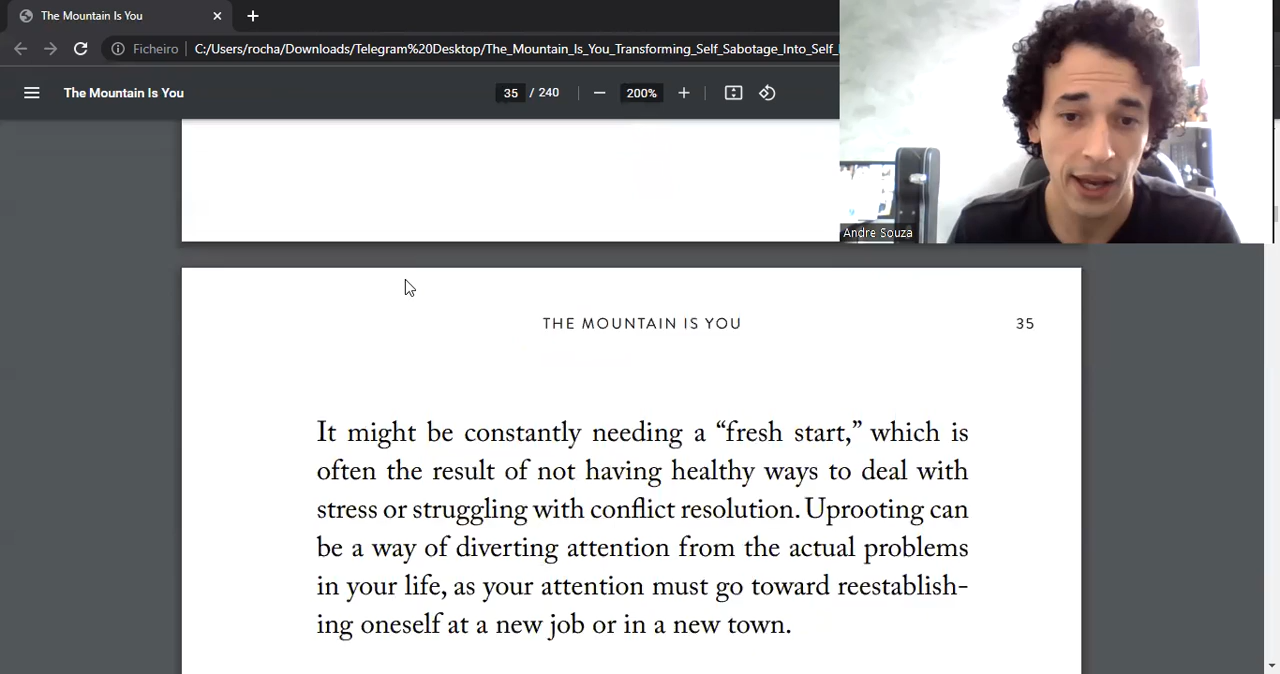 The Mountain Is You
Ficheiro C:/Users/rocha/Downloads/Telegram%20Desktop/The_Mountain_Is_You_Transforming_Self_Sabotage_Into_Self_
The Mountain Is You 35 / 240 200%
Andre Souza
THE MOUNTAIN IS YOU 35
It might be constantly needing a “fresh start,” which is
often the result of not having healthy ways to deal with
stress or struggling with conflict resolution. Uprooting can
be a way of diverting attention from the actual problems
in your life, as your attention must go toward reestablish-
ing oneself at a new job or in a new town.